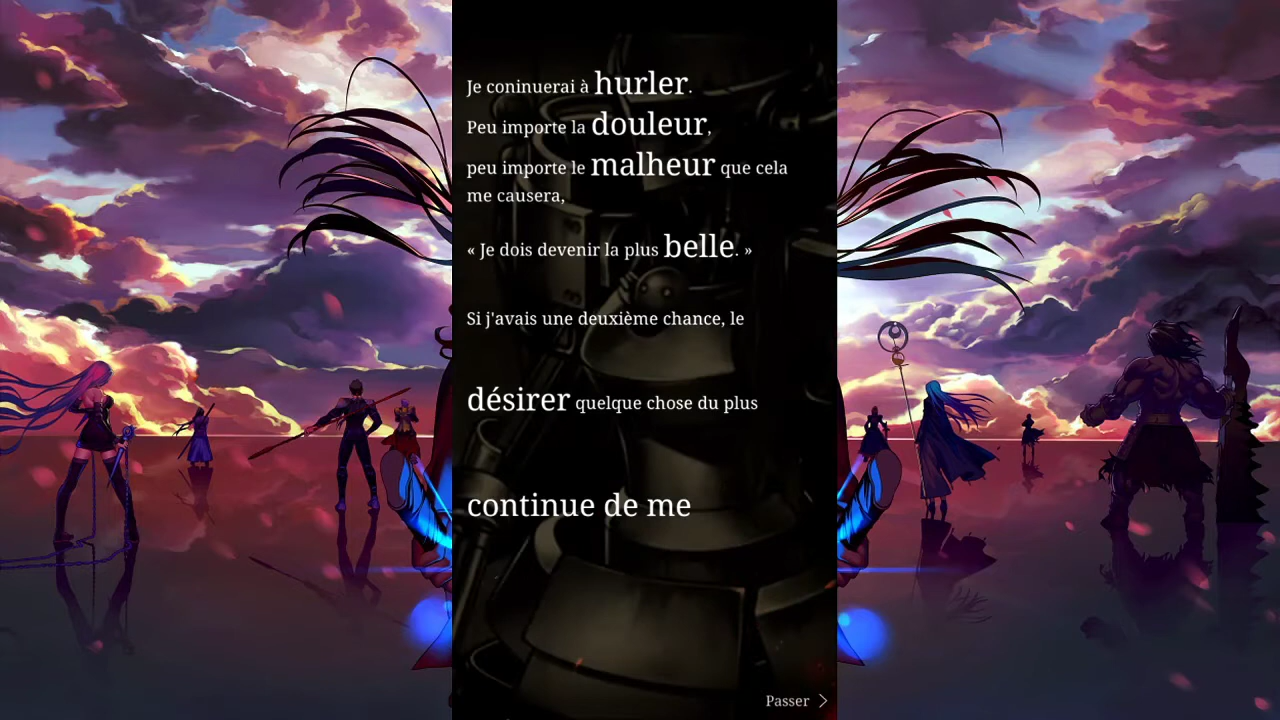 Je coninuerai à hurler.
Peu importe la douleur,
peu importe le malheur que cela
me causera,
« Je dois devenir la plus belle. »
Si j'avais une deuxième chance, le
désirer quelque chose du plus
continue de me
Passer